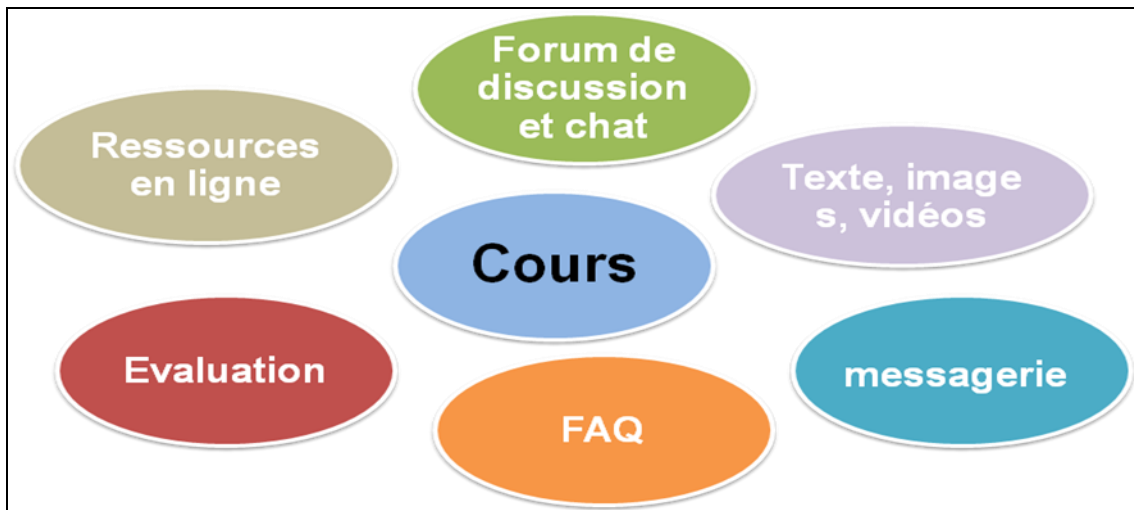 Forum de
discussion
et chat
Ressources
en ligne
Texte, image
s, vidéos
Cours
Evaluation
messagerie
FAQ